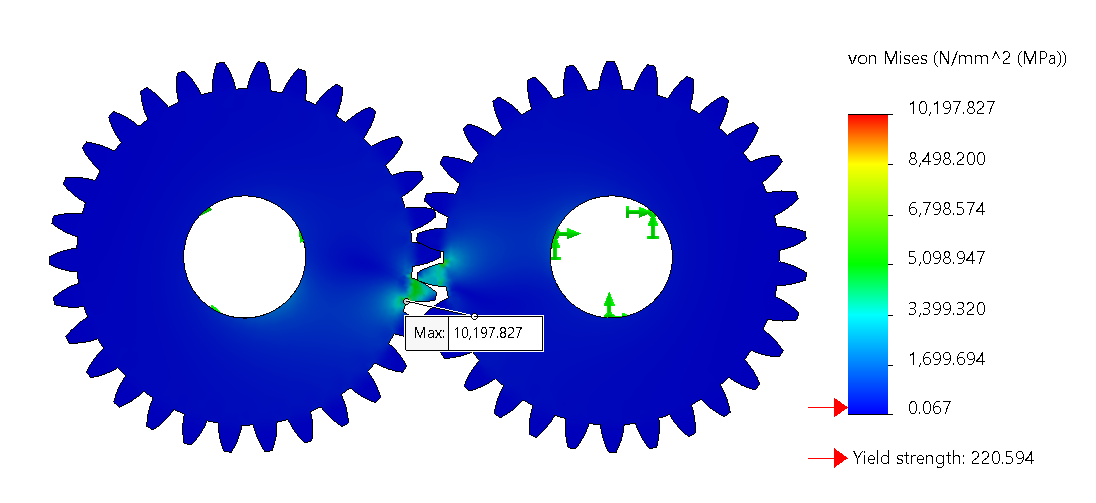 von Mises (N/mm^2 (MPa))
10,197.827
8,498.200
6,798.574
5,098.947
3,399.320
1,699.694
0.067
Yield strength: 220.594
Max: 10,197.827